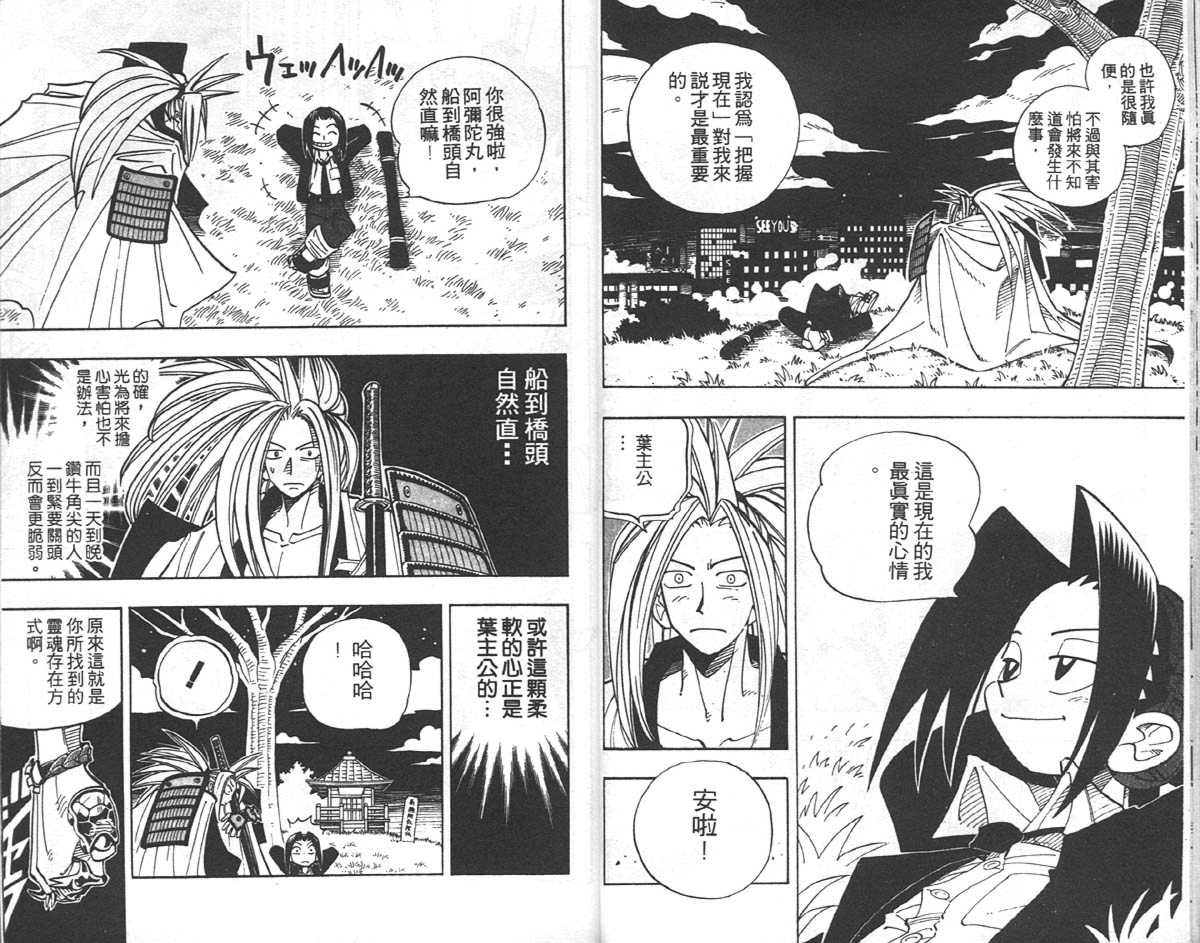 也許我真
的是很隨
便，
不過與其害
怕將來不知
道會發生什
麼事，
我認為「把握
現在」對我來
說才是最重要
的。
SEE YOU
這是現在的我
最眞實的心情
。
葉主公
…
安啦！
ウェッヘッヘッ
你很強啦，
阿彌陀丸，
船到橋頭自
然直嘛！
船到橋頭
自然直…
的確，
光為將來擔
心害怕也不
是辦法，
而且一天到晚
鑽牛角尖的人
一到緊要關頭
反而會更脆弱。
或許這顆柔
軟的心正是
葉主公的…
哈哈哈
！
！
原來這就是
你所找到的
靈魂存在方
式啊。